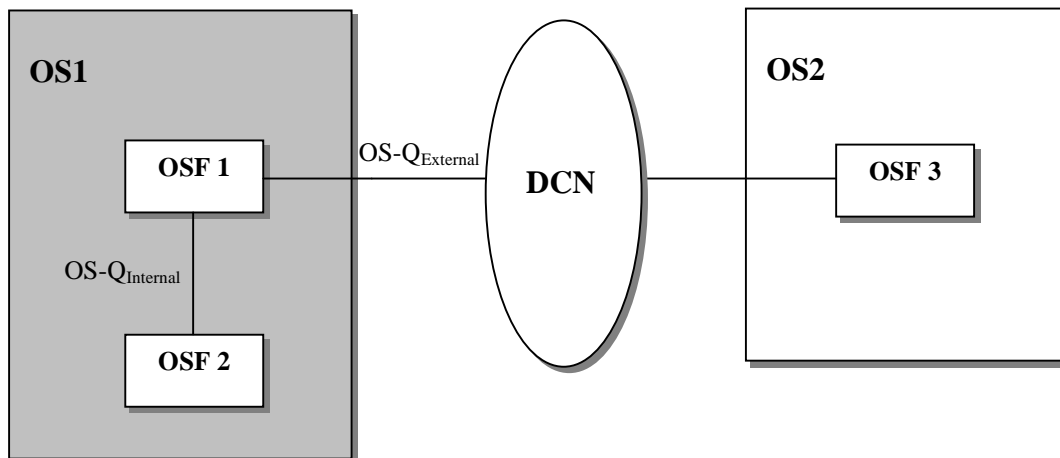 OS1
OS2
OSF 1
OS-QExternal
DCN
OSF 3
OS-QInternal
OSF 2